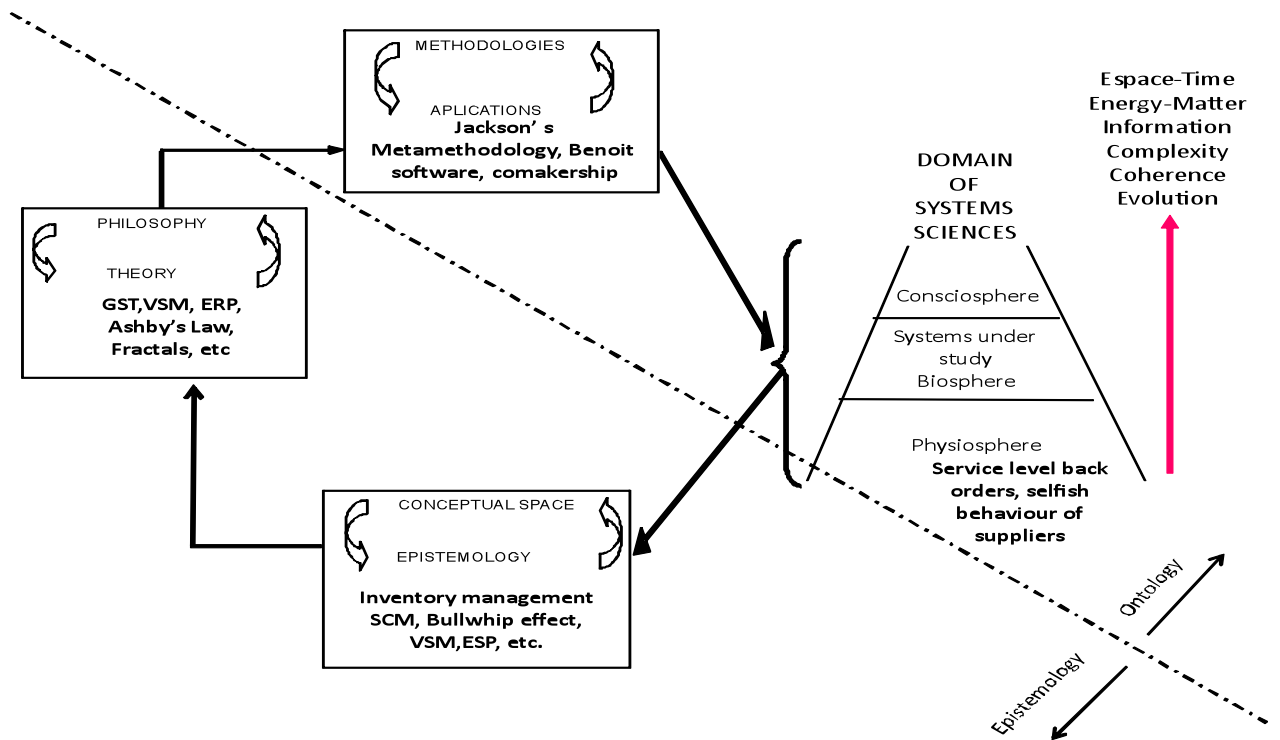 METHODOLOGIES
APLICATIONS
Jackson’ s
Metamethodology, Benoit
software, comakership
PHILOSOPHY
THEORY
GST,VSM, ERP,
Ashby’s Law,
Fractals, etc
CONCEPTUAL SPACE
EPISTEMOLOGY
Inventory management
SCM, Bullwhip effect,
VSM,ESP, etc.
DOMAIN
OF
SYSTEMS
SCIENCES
Consciosphere
Systems under
study
Biosphere
Physiosphere
Service level back
orders, selfish
behaviour of
suppliers
Espace-Time
Energy-Matter
Information
Complexity
Coherence
Evolution
Ontology
Epistemology